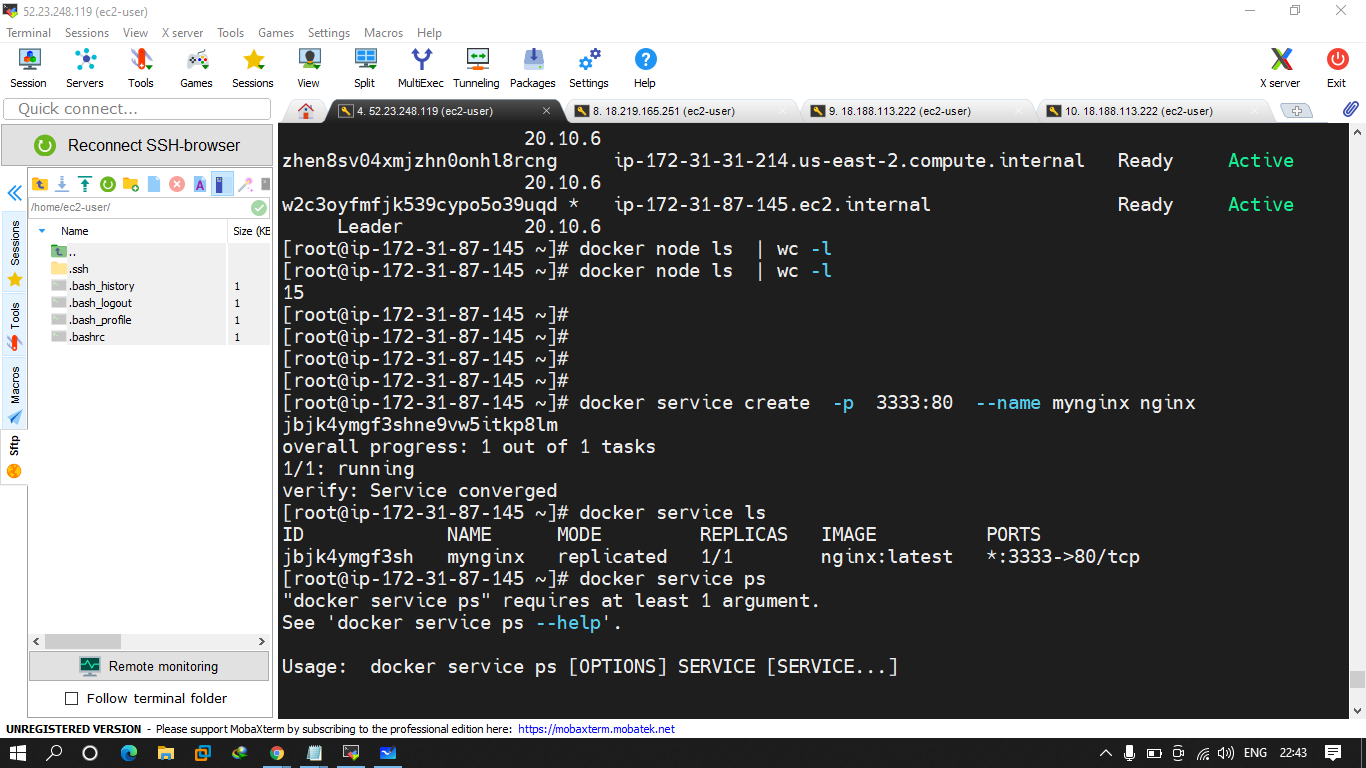 52.23.248.119 (ec2-user)
Terminal Sessions View X server Tools Games Settings Macros Help
Session Servers Tools Games Sessions View Split MultiExec Tunneling Packages Settings Help X server Exit
Quick connect...
4. 52.23.248.119 (ec2-user)
8. 18.219.165.251 (ec2-user)
9. 18.188.113.222 (ec2-user)
10. 18.188.113.222 (ec2-user)
Reconnect SSH-browser
/home/ec2-user/
Name Size (KB
..
.ssh
.bash_history 1
.bash_logout 1
.bash_profile 1
.bashrc 1
Sessions
Tools
Macros
Sftp
Remote monitoring
Follow terminal folder
20.10.6
zhen8sv04xmjzhn0onhl8rcng ip-172-31-31-214.us-east-2.compute.internal Ready Active
20.10.6
w2c3oyfmfjk539cypo5o39uqd * ip-172-31-87-145.ec2.internal Ready Active
Leader 20.10.6
[root@ip-172-31-87-145 ~]# docker node ls | wc -l
[root@ip-172-31-87-145 ~]# docker node ls | wc -l
15
[root@ip-172-31-87-145 ~]#
[root@ip-172-31-87-145 ~]#
[root@ip-172-31-87-145 ~]#
[root@ip-172-31-87-145 ~]#
[root@ip-172-31-87-145 ~]# docker service create -p 3333:80 --name mynginx nginx
jbjk4ymgf3shne9vw5itkp8lm
overall progress: 1 out of 1 tasks
1/1: running
verify: Service converged
[root@ip-172-31-87-145 ~]# docker service ls
ID NAME MODE REPLICAS IMAGE PORTS
jbjk4ymgf3sh mynginx replicated 1/1 nginx:latest *:3333->80/tcp
[root@ip-172-31-87-145 ~]# docker service ps
"docker service ps" requires at least 1 argument.
See 'docker service ps --help'.
Usage: docker service ps [OPTIONS] SERVICE [SERVICE...]
UNREGISTERED VERSION - Please support MobaXterm by subscribing to the professional edition here: https://mobaxterm.mobatek.net
ENG 22:43